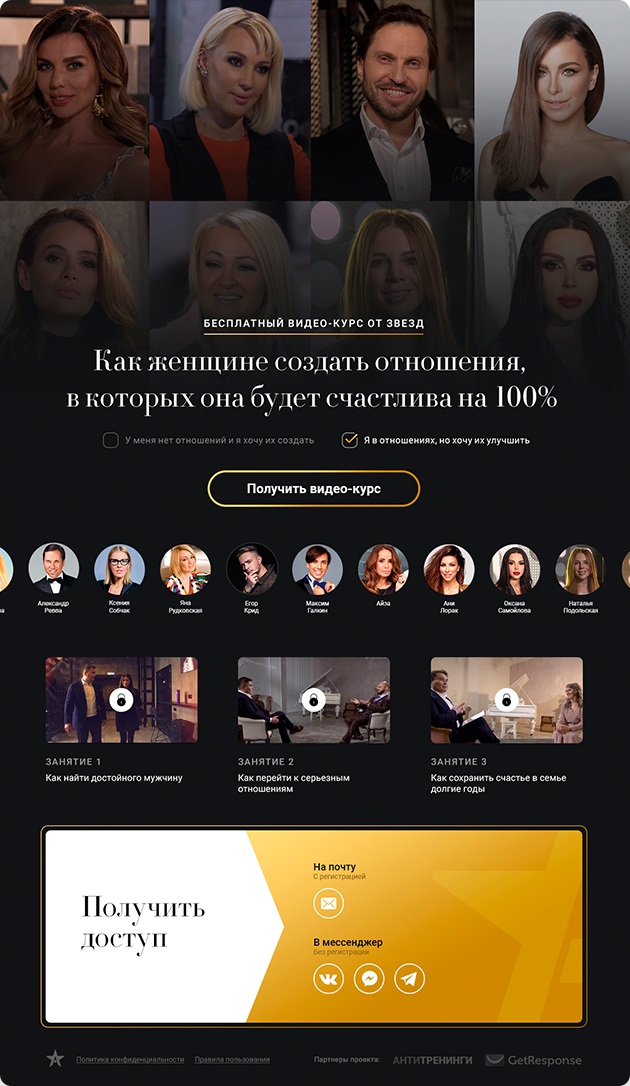 БЕСПЛАТНЫЙ ВИДЕО-КУРС ОТ ЗВЕЗД
Как женщине создать отношения,
в которых она будет счастлива на 100%
У меня нет отношений и я хочу их создать
Я в отношениях, но хочу их улучшить
Получить видео-курс
Александр
Ревва
Ксения
Собчак
Яна
Рудковская
Егор
Крид
Максим
Галкин
Айза
Ани
Лорак
Оксана
Самойлова
Наталья
Подольская
ЗАНЯТИЕ 1
Как найти достойного мужчину
ЗАНЯТИЕ 2
Как перейти к серьезным
отношениям
ЗАНЯТИЕ 3
Как сохранить счастье в семье
долгие годы
Получить
доступ
На почту
С регистрацией
В мессенджер
Без регистрации
Политика конфиденциальности
Правила пользования
Партнеры проекта:
АНТИТРЕНИНГИ
GetResponse